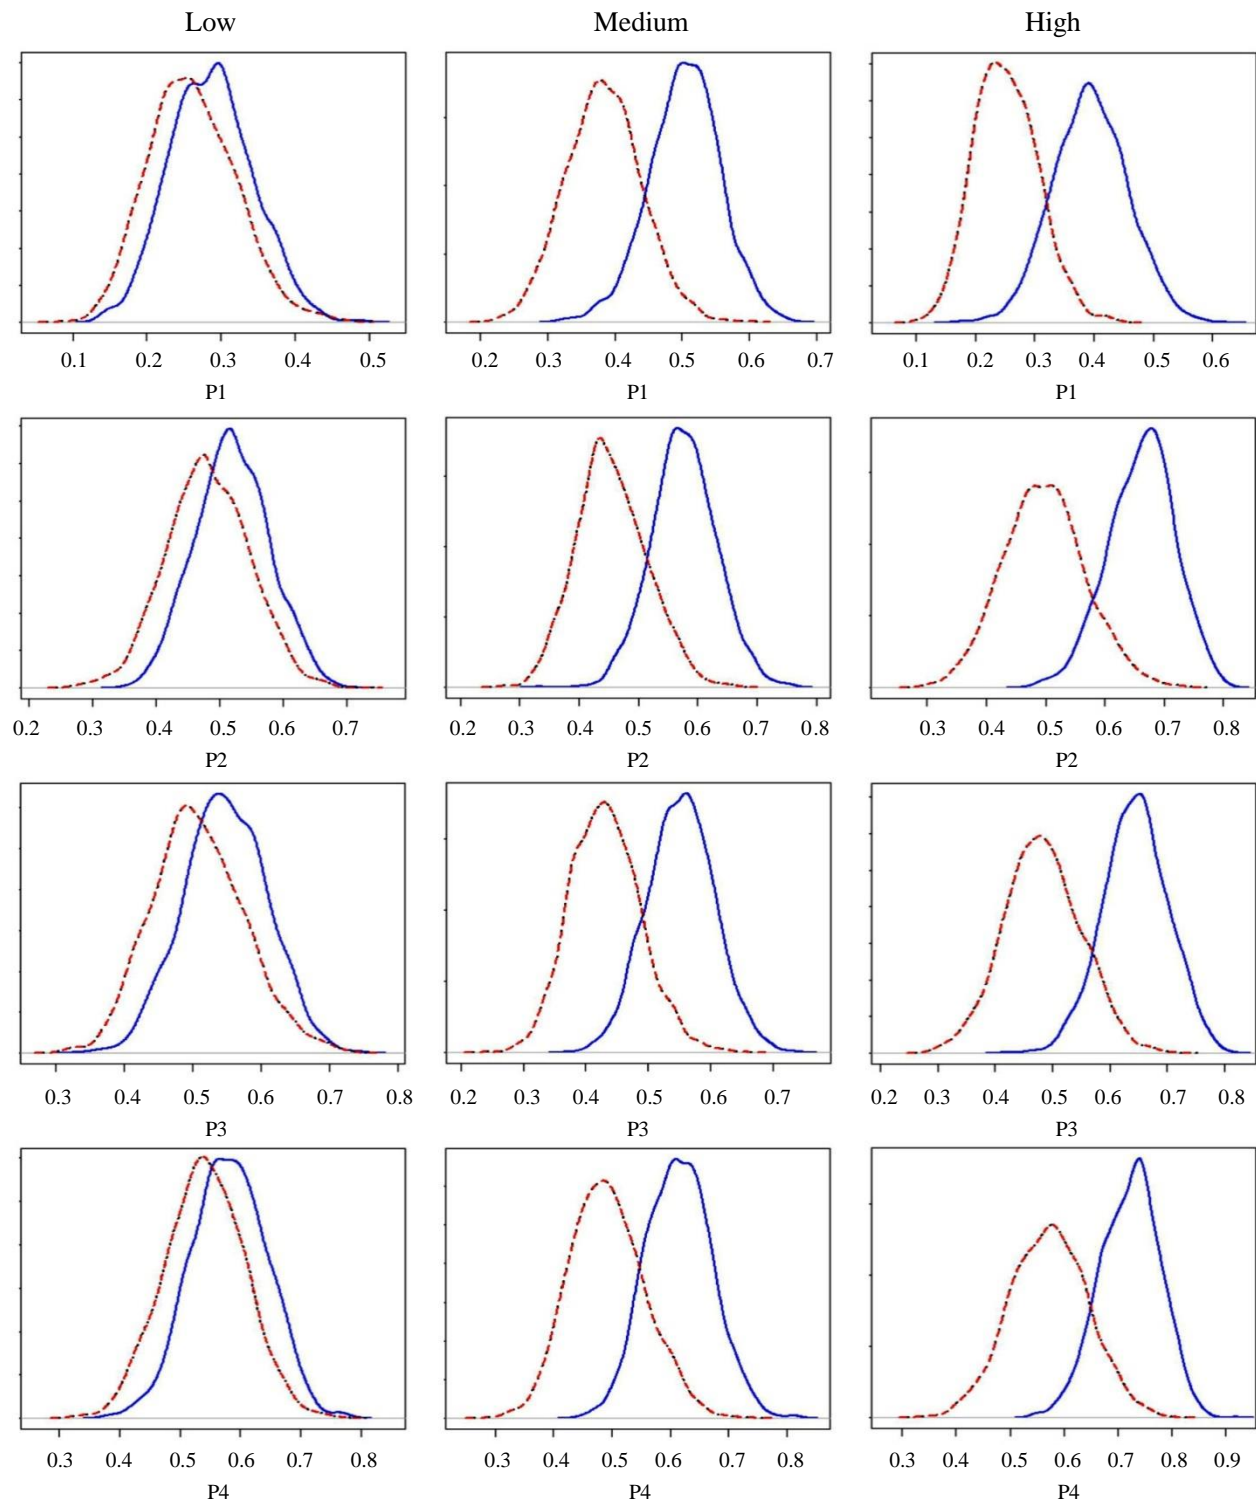 Low Medium High
0.1 0.2 0.3 0.4 0.5 0.2 0.3 0.4 0.5 0.6 0.7 0.1 0.2 0.3 0.4 0.5 0.6
P1 P1 P1
0.2 0.3 0.4 0.5 0.6 0.7 0.2 0.3 0.4 0.5 0.6 0.7 0.8 0.3 0.4 0.5 0.6 0.7 0.8
P2 P2 P2
0.3 0.4 0.5 0.6 0.7 0.8 0.2 0.3 0.4 0.5 0.6 0.7 0.2 0.3 0.4 0.5 0.6 0.7 0.8
P3 P3 P3
0.3 0.4 0.5 0.6 0.7 0.8 0.3 0.4 0.5 0.6 0.7 0.8 0.3 0.4 0.5 0.6 0.7 0.8 0.9
P4 P4 P4